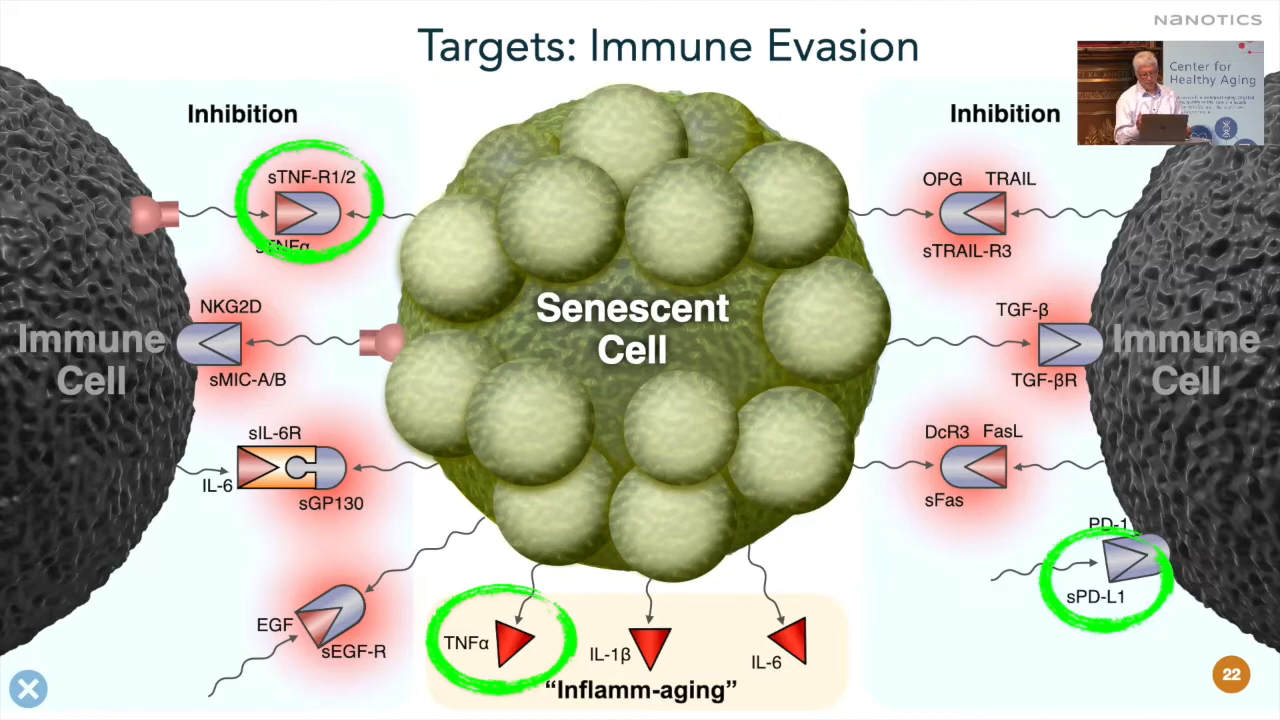 NANOTICS
Targets: Immune Evasion
Center for
Healthy Aging
Inhibition
sTNF-R1/2
sTNFα
NKG2D
sMIC-A/B
Immune
Cell
sIL-6R
IL-6
sGP130
EGF
sEGF-R
Senescent
Cell
TNFα
IL-1β
IL-6
“Inflamm-aging”
Inhibition
OPG TRAIL
sTRAIL-R3
TGF-β
TGF-βR
Immune
Cell
DcR3 FasL
sFas
PD-1
sPD-L1
22